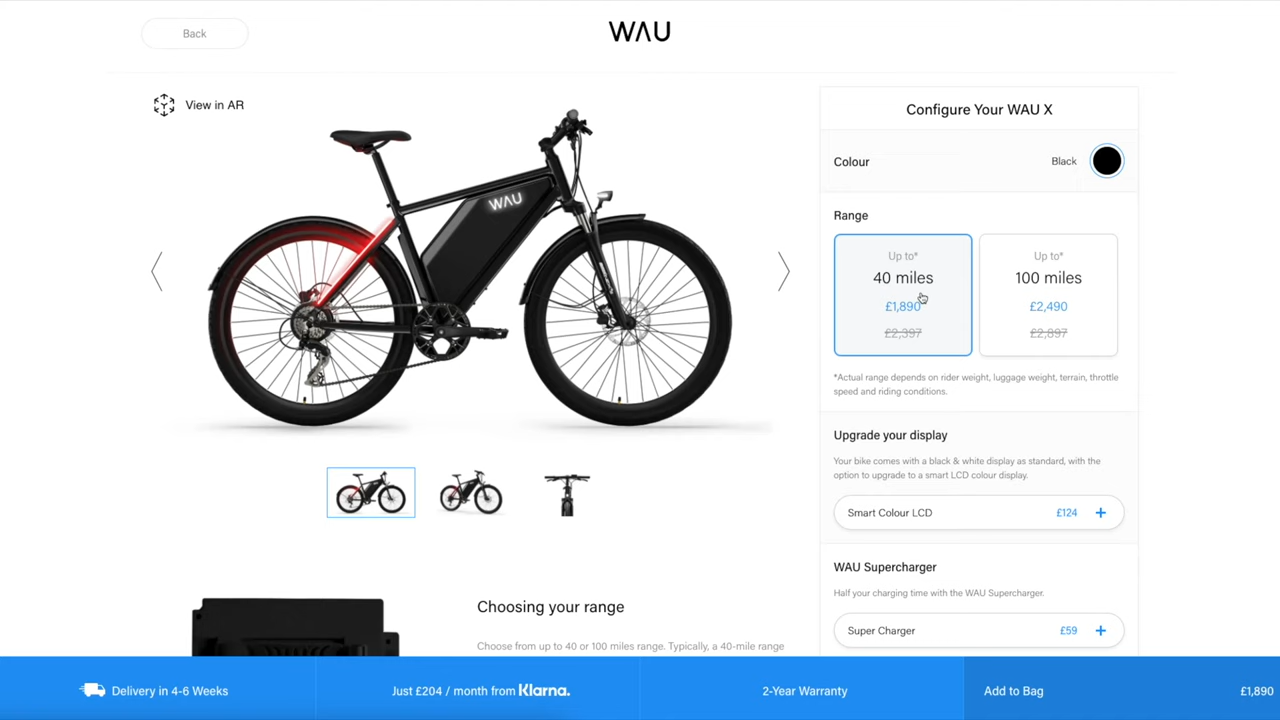 Back
WAU
View in AR
WAU
Configure Your WAU X
Colour
Black
Range
Up to*
40 miles
£1,890
£2,397
Up to*
100 miles
£2,490
£2,897
*Actual range depends on rider weight, luggage weight, terrain, throttle
speed and riding conditions.
Upgrade your display
Your bike comes with a black & white display as standard, with the
option to upgrade to a smart LCD colour display.
Smart Colour LCD
£124 +
WAU Supercharger
Half your charging time with the WAU Supercharger.
Super Charger
£59 +
Choosing your range
Choose from up to 40 or 100 miles range. Typically, a 40-mile range
Delivery in 4-6 Weeks
Just £204 / month from Klarna.
2-Year Warranty
Add to Bag
£1,890